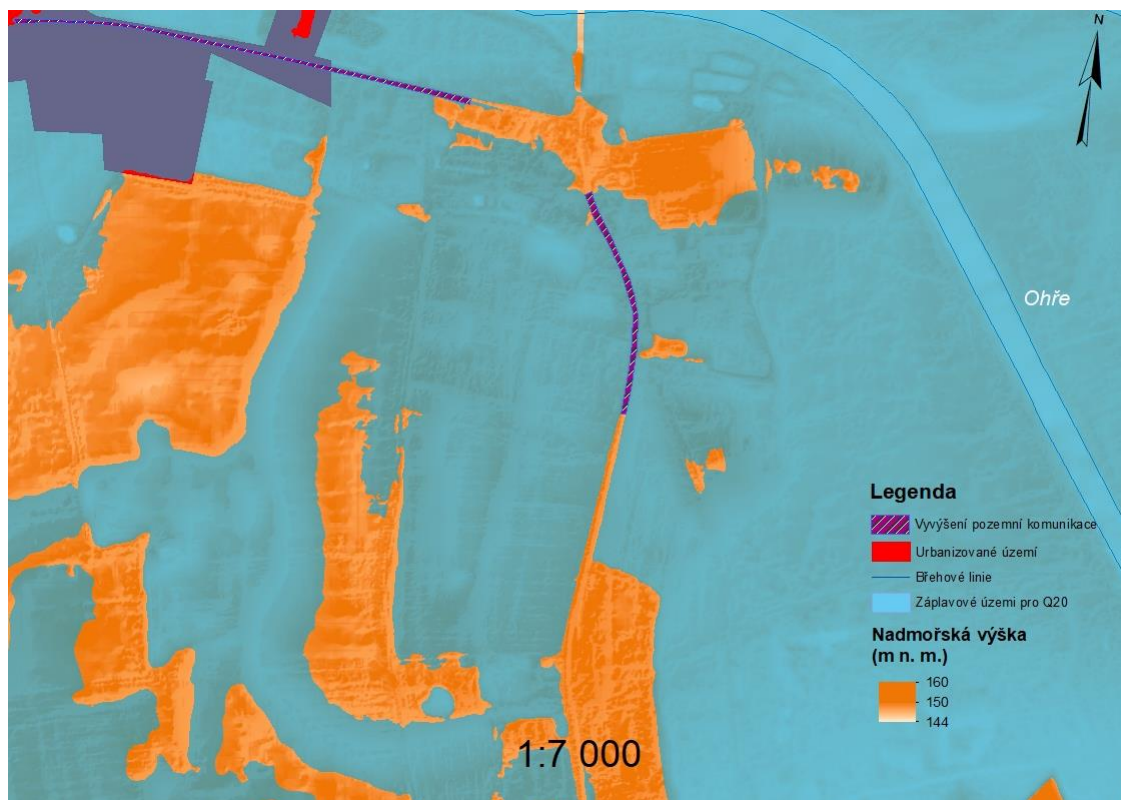 N
Ohře
Legenda
Vyvýšení pozemní komunikace
Urbanizované území
Břehové linie
Záplavové území pro Q20
Nadmořská výška
(m n. m.)
160
150
144
1:7 000